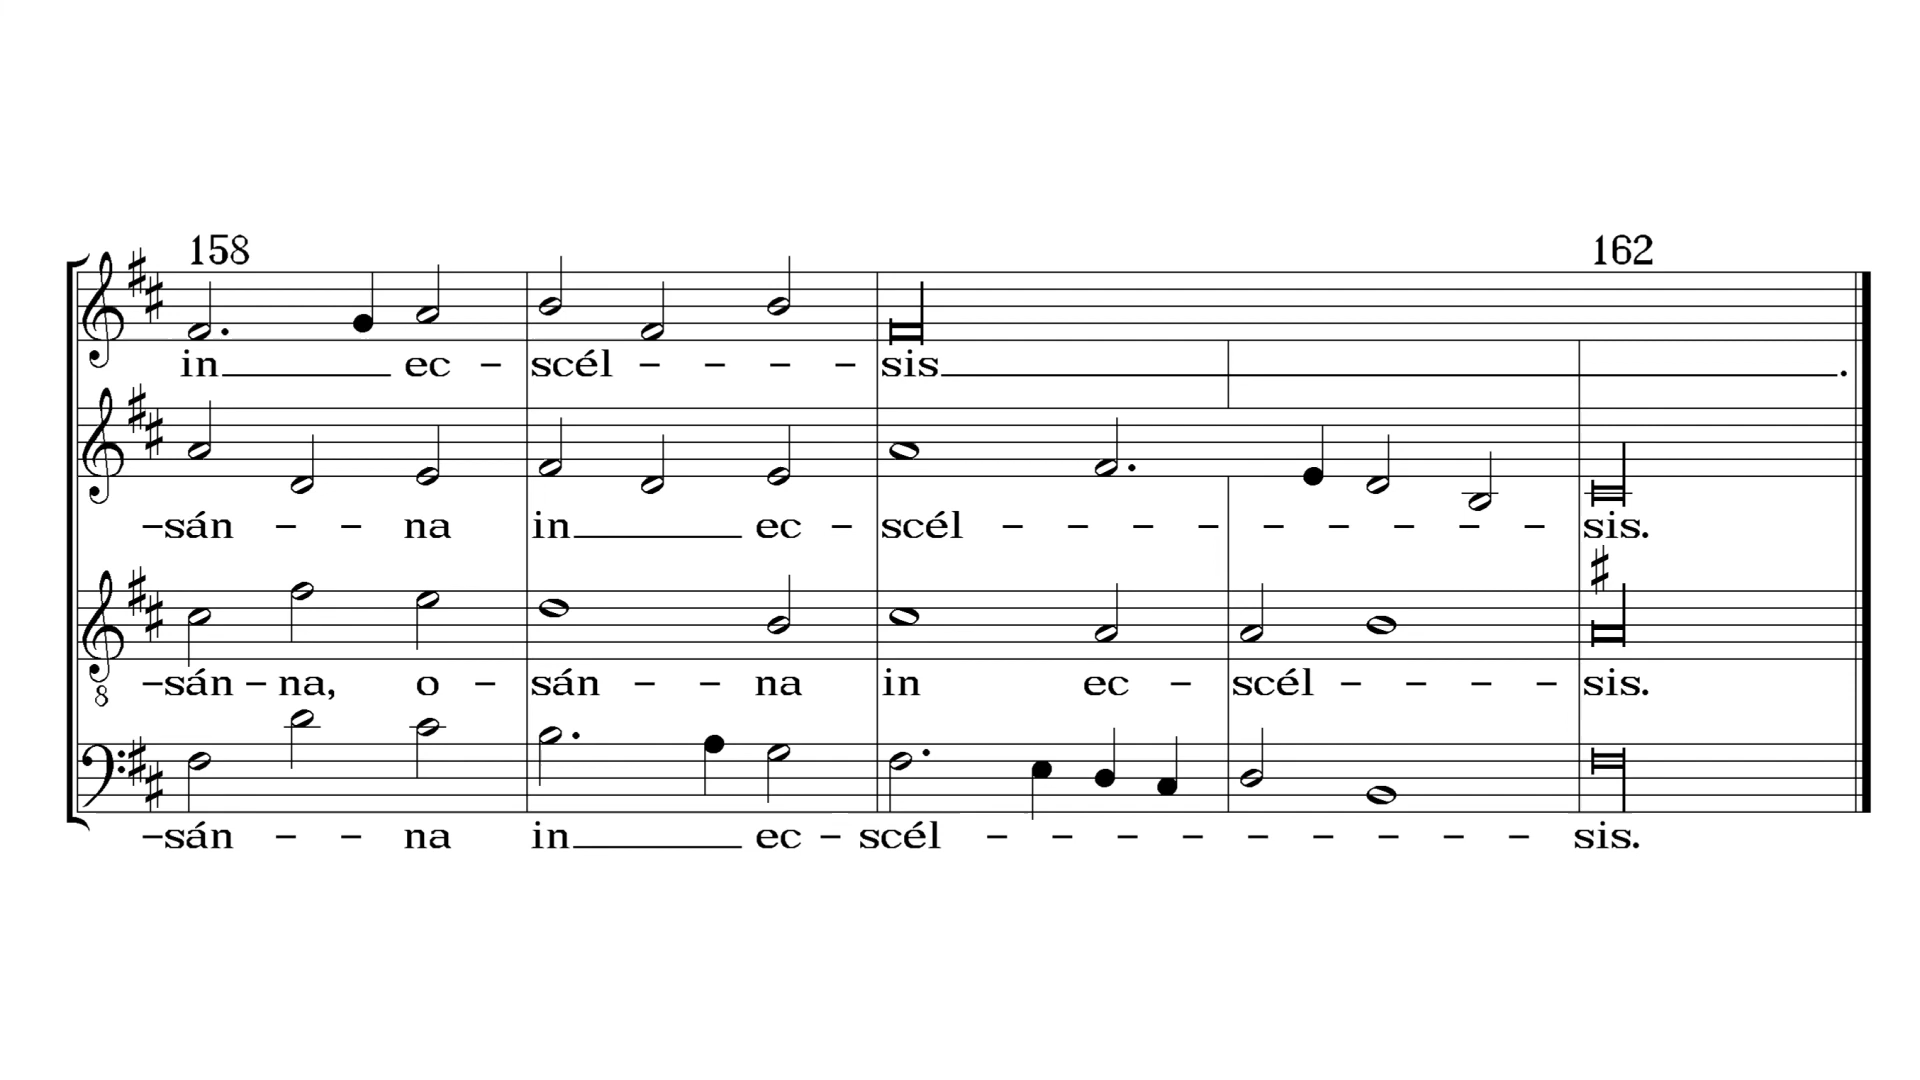 158 162
in ec - scél - - - - sis .
-sán - - na in ec - scél - - - - - - - - - sis.
8
-sán - na, o - sán - - na in ec - scél - - - - sis.
-sán - - na in ec - scél - - - - - - - - - sis.